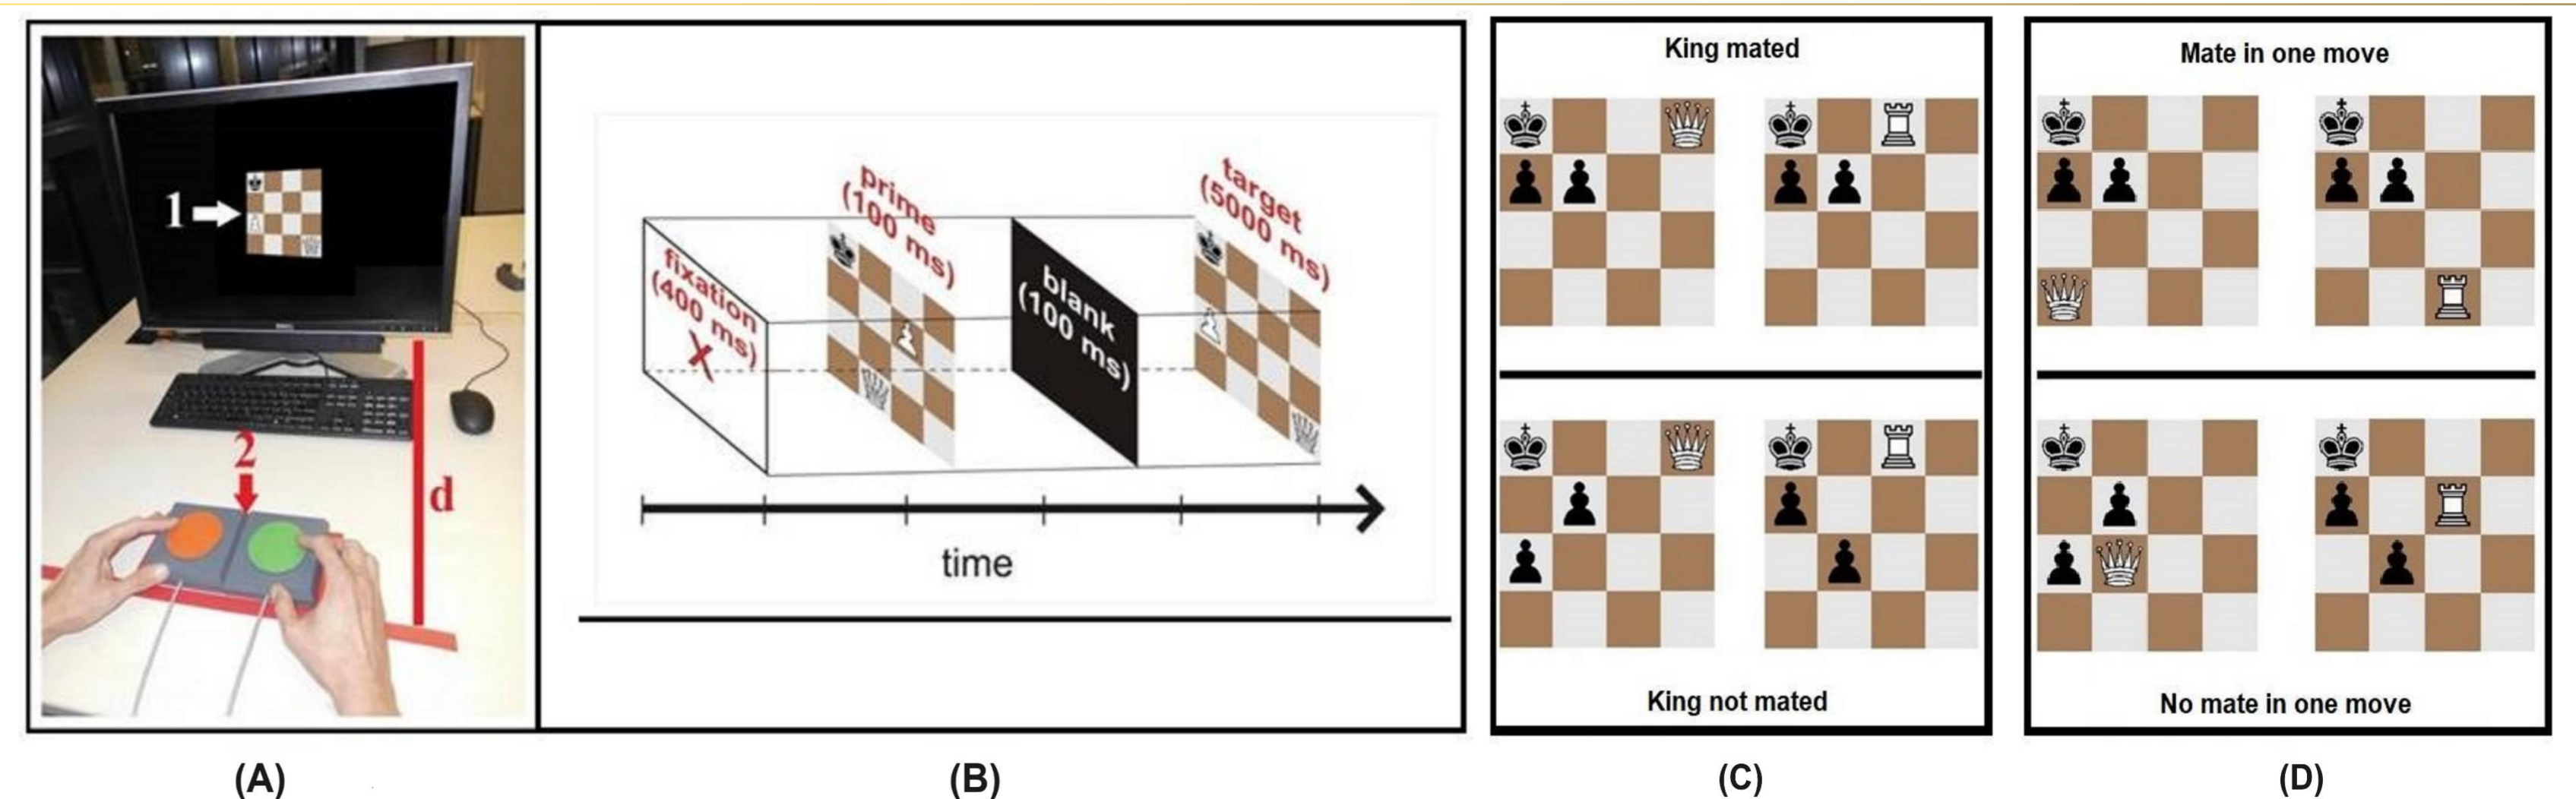 1
2
d
(A)
fixation
(400 ms)
X
prime
(100 ms)
blank
(100 ms)
target
(5000 ms)
time
(B)
King mated
King not mated
(C)
Mate in one move
No mate in one move
(D)